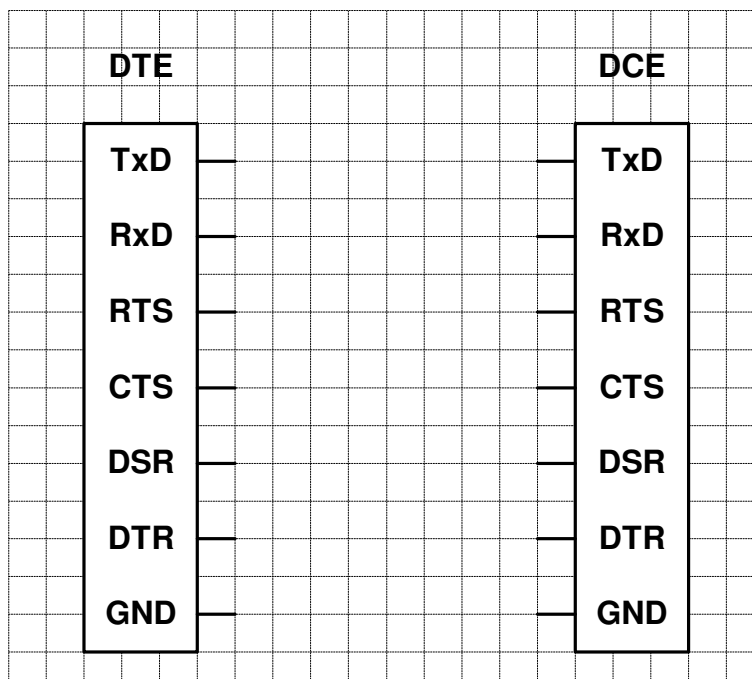 DTE DCE
TxD TxD
RxD RxD
RTS RTS
CTS CTS
DSR DSR
DTR DTR
GND GND